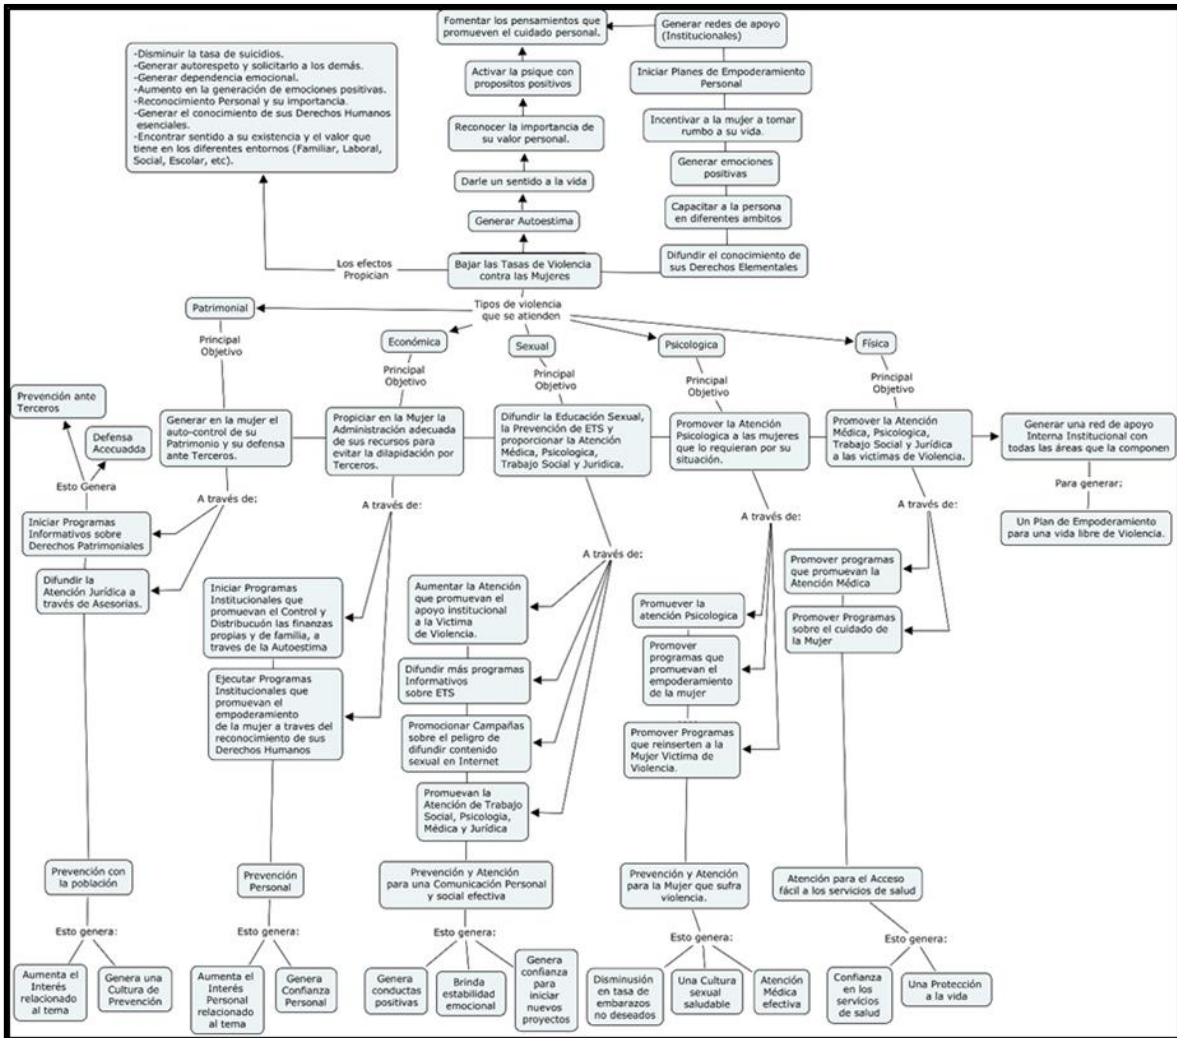 Fomentar los pensamientos que
promueven el cuidado personal.
Generar redes de apoyo
(Institucionales)
-Disminuir la tasa de suicidios.
-Generar autorespeto y solicitarlo a los demás.
-Generar dependencia emocional.
-Aumento en la generación de emociones positivas.
-Reconocimiento Personal y su importancia.
-Generar el conocimiento de sus Derechos Humanos
esenciales.
-Encontrar sentido a su existencia y el valor que
tiene en los diferentes entornos (Familiar, Laboral,
Social, Escolar, etc).
Activar la psique con
propositos positivos
Iniciar Planes de Empoderamiento
Personal
Reconocer la importancia de
su valor personal.
Incentivar a la mujer a tomar
rumbo a su vida.
Darle un sentido a la vida
Generar emociones
positivas
Generar Autoestima
Capacitar a la persona
en diferentes ambitos
Los efectos
Propician
Bajar las Tasas de Violencia
contra las Mujeres
Difundir el conocimiento de
sus Derechos Elementales
Tipos de violencia
que se atienden
Patrimonial
Económica
Sexual
Psicologica
Física
Principal
Objetivo
Principal
Objetivo
Principal
Objetivo
Principal
Objetivo
Principal
Objetivo
Prevención ante
Terceros
Defensa
Acecuadda
Generar en la mujer el
auto-control de su
Patrimonio y su defensa
ante Terceros.
Propiciar en la Mujer la
Administración adecuada
de sus recursos para
evitar la dilapidación por
Terceros.
Difundir la Educación Sexual,
la Prevención de ETS y
proporcionar la Atención
Médica, Psicologica,
Trabajo Social y Juridica.
Promover la Atención
Psicologica a las mujeres
que lo requieran por su
situación.
Promover la Atención
Médica, Psicologica,
Trabajo Social y Jurídica
a las victimas de Violencia.
Generar una red de apoyo
Interna Institucional con
todas las áreas que la componen
Esto Genera
A través de:
A través de:
A través de:
A través de:
A través de:
Para generar:
Iniciar Programas
Informativos sobre
Derechos Patrimoniales
Difundir la
Atención Jurídica a
través de Asesorias.
Un Plan de Empoderamiento
para una vida libre de Violencia.
Iniciar Programas
Institucionales que
promuevan el Control y
Distribucuón las finanzas
propias y de familia, a
traves de la Autoestima
Ejecutar Programas
Institucionales que
promuevan el
empoderamiento
de la mujer a traves del
reconocimiento de sus
Derechos Humanos
Aumentar la Atención
que promuevan el
apoyo institucional
a la Victima
de Violencia.
Difundir más programas
Informativos
sobre ETS
Promocionar Campañas
sobre el peligro de
difundir contenido
sexual en Internet
Promuevan la
Atención de Trabajo
Social, Psicologia,
Médica y Jurídica
Promuever la
atención Psicologica
Promover
programas que
promuevan el
empoderamiento
de la mujer
Promover Programas
que reinserten a la
Mujer Victima de
Violencia.
Promover programas
que promuevan la
Atención Médica
Promover Programas
sobre el cuidado de
la Mujer
Prevención con
la población
Prevención
Personal
Prevención y Atención
para una Comunicación Personal
y social efectiva
Prevención y Atención
para la Mujer que sufra
violencia.
Atención para el Acceso
fácil a los servicios de salud
Esto genera:
Esto genera:
Esto genera:
Esto genera:
Esto genera:
Aumenta el
Interés
relacionado
al tema
Genera una
Cultura de
Prevención
Aumenta el
Interés
Personal
relacionado
al tema
Genera
Confianza
Personal
Genera
conductas
positivas
Brinda
estabilidad
emocional
Genera
confianza
para
iniciar
nuevos
proyectos
Disminusión
en tasa de
embarazos
no deseados
Una Cultura
sexual
saludable
Atención
Médica
efectiva
Confianza
en los
servicios
de salud
Una Protección
a la vida